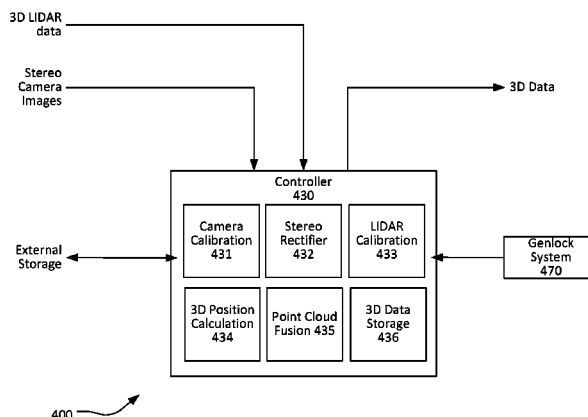 3D LIDAR
data
Stereo
Camera
Images
3D Data
Controller
430
Camera
Calibration
431
Stereo
Rectifier
432
LIDAR
Calibration
433
External
Storage
Genlock
System
470
3D Position
Calculation
434
Point Cloud
Fusion 435
3D Data
Storage
436
400